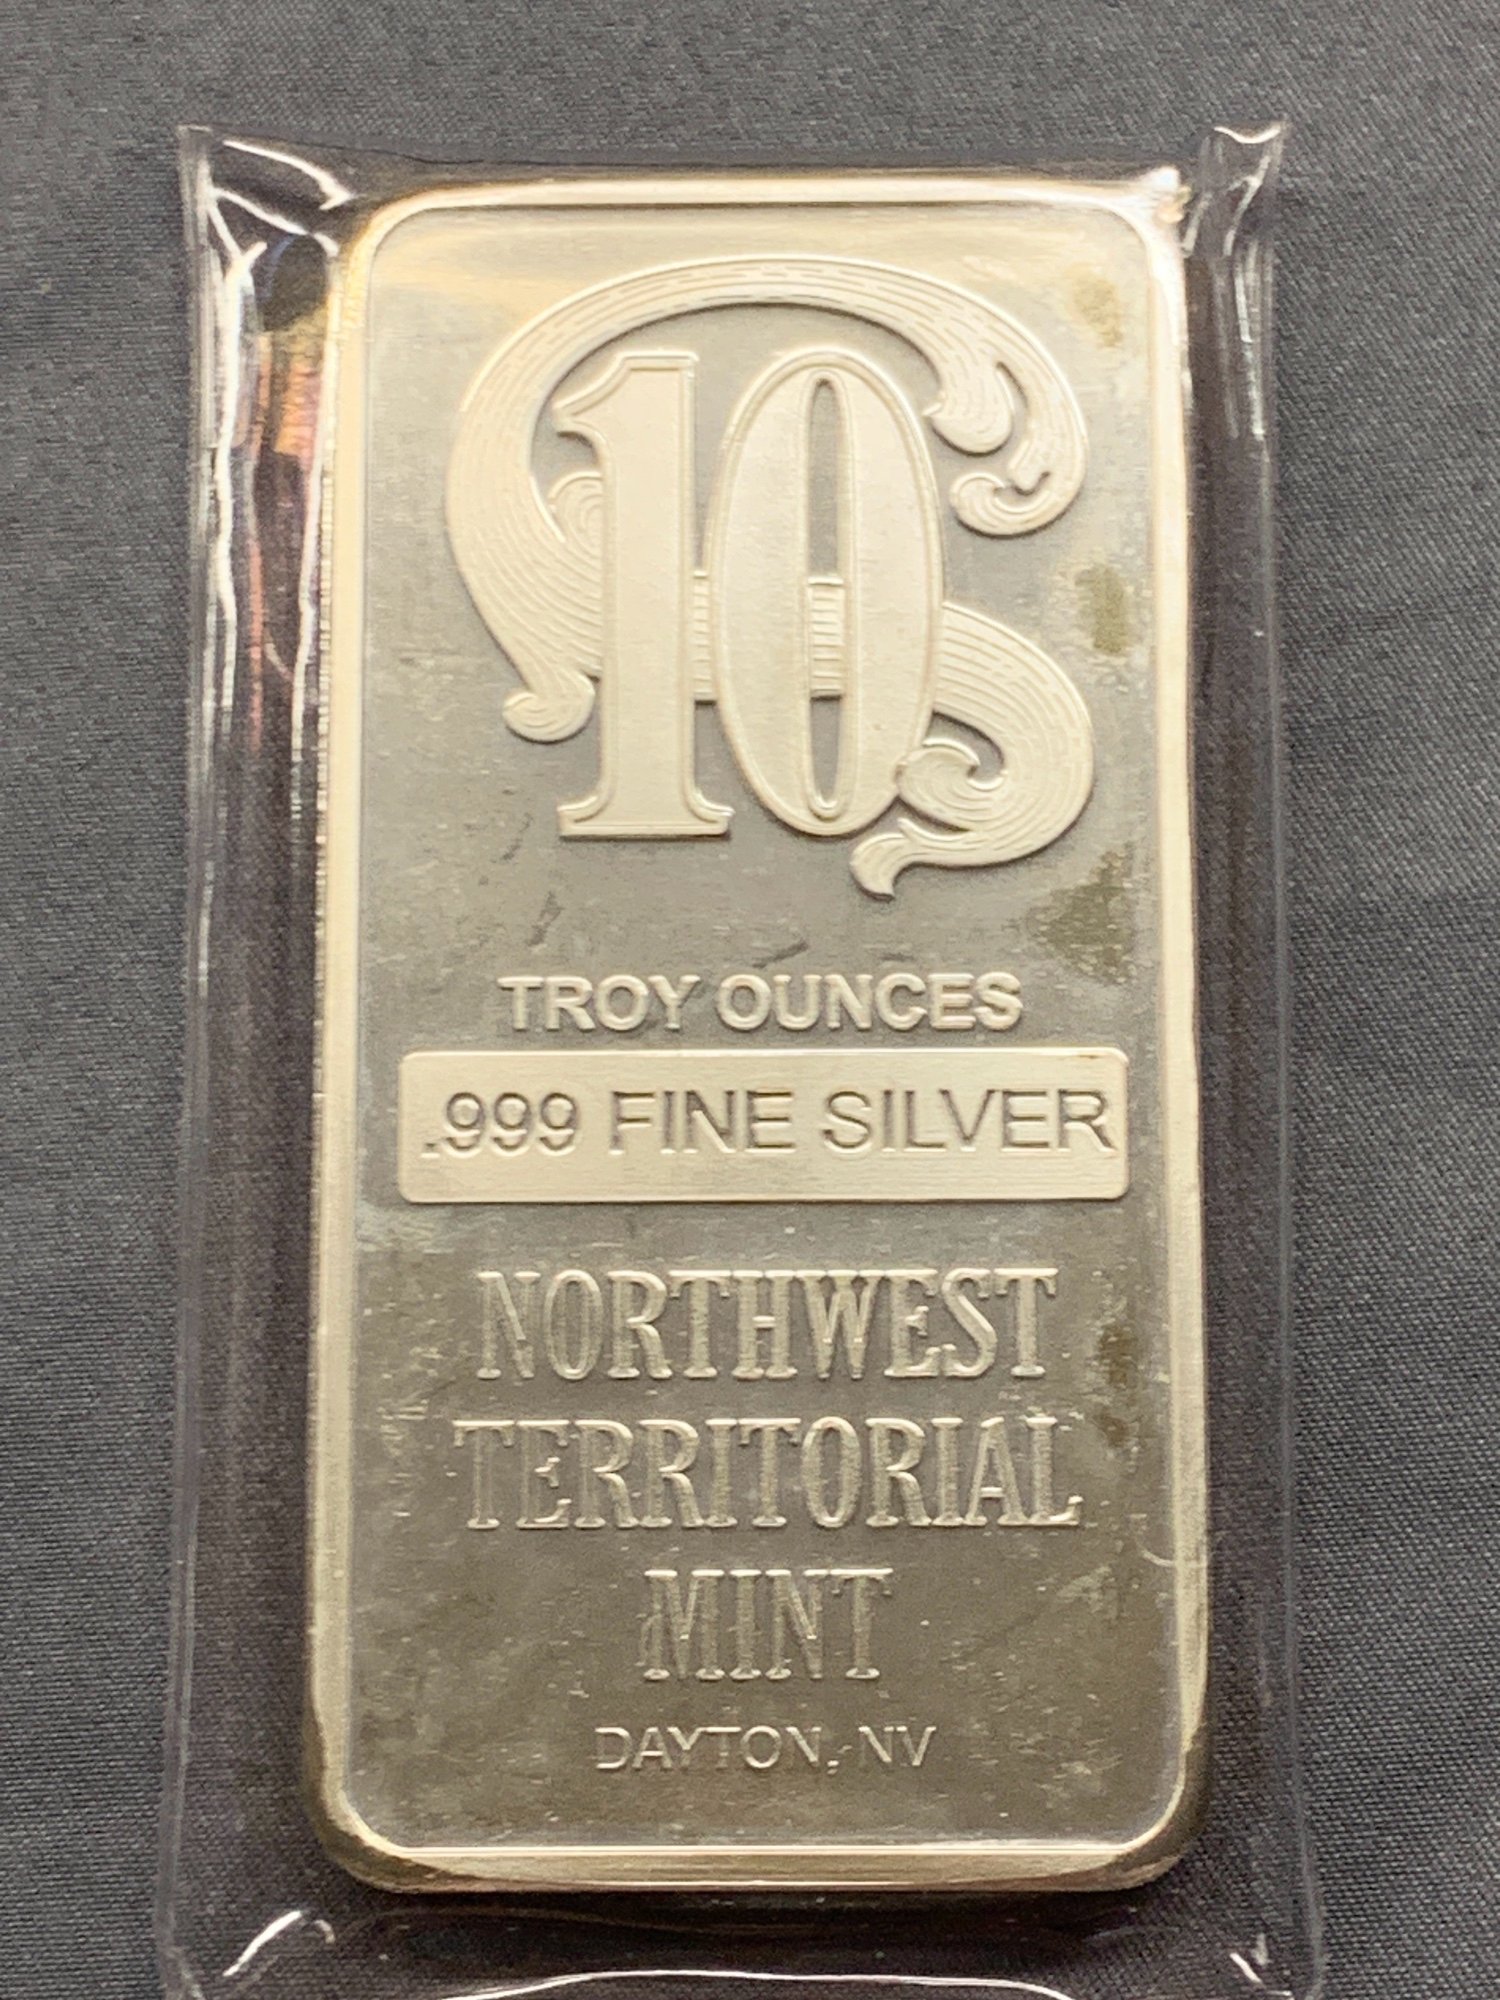 10
TROY OUNCES
.999 FINE SILVER
NORTHWEST
TERRITORIAL
MINT
DAYTON, NV